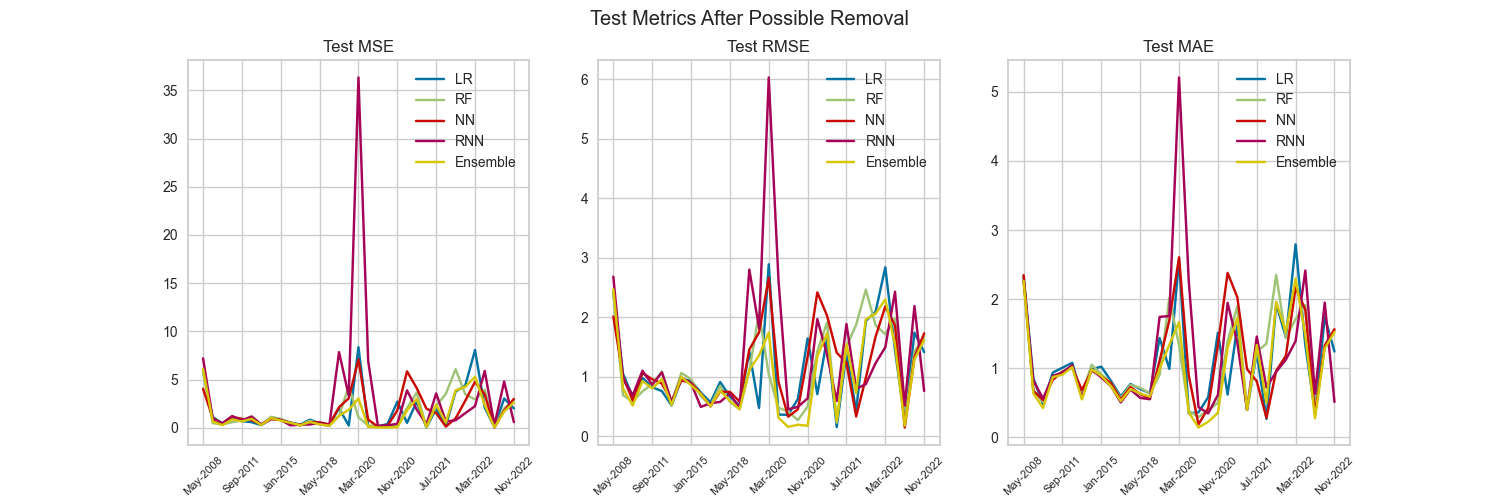 Test Metrics After Possible Removal
Test MSE
35
30
25
20
15
10
5
0
LR
RF
NN
RNN
Ensemble
May-2008
Sep-2011
Jan-2015
May-2018
Mar-2020
Nov-2020
Jul-2021
Mar-2022
Nov-2022
Test RMSE
6
5
4
3
2
1
0
LR
RF
NN
RNN
Ensemble
May-2008
Sep-2011
Jan-2015
May-2018
Mar-2020
Nov-2020
Jul-2021
Mar-2022
Nov-2022
Test MAE
5
4
3
2
1
0
LR
RF
NN
RNN
Ensemble
May-2008
Sep-2011
Jan-2015
May-2018
Mar-2020
Nov-2020
Jul-2021
Mar-2022
Nov-2022